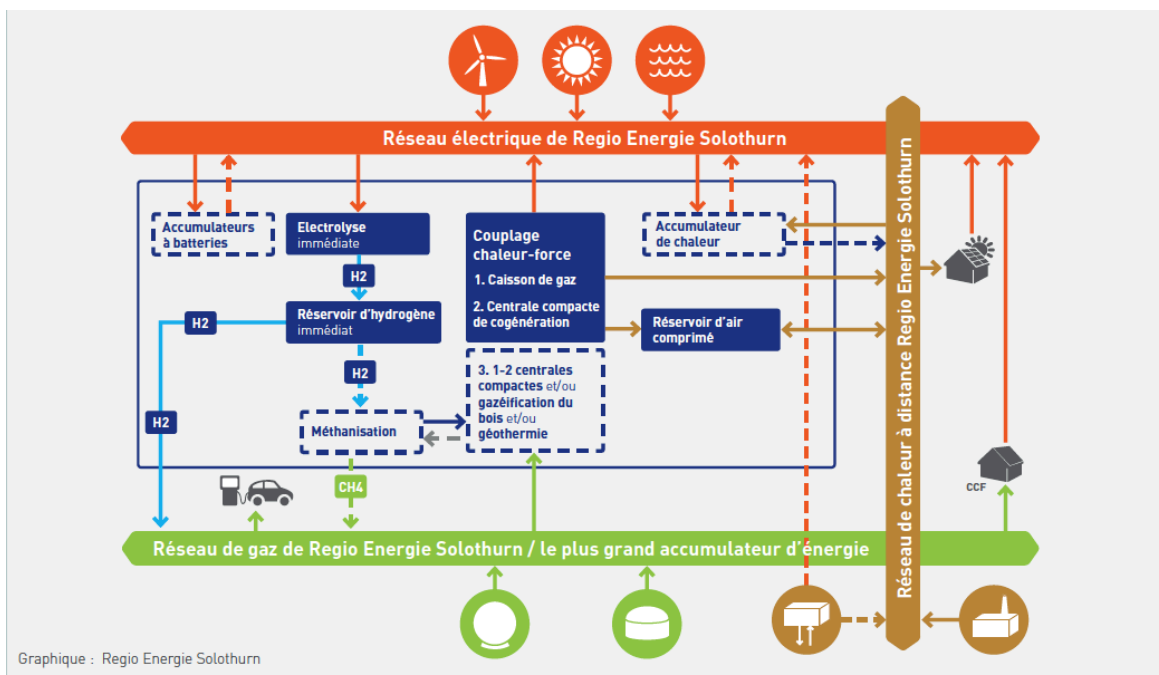 Réseau électrique de Regio Energie Solothurn
Réseau de chaleur à distance Regio Energie Solothurn
Accumulateurs
à batteries
Electrolyse
immédiate
H2
Réservoir d'hydrogène
immédiat
H2
H2
H2
Méthanisation
CH4
Couplage
chaleur-force
1. Caisson de gaz
2. Centrale compacte
de cogénération
3. 1-2 centrales
compactes et/ou
gazéification du
bois et/ou
géothermie
Accumulateur
de chaleur
Réservoir d'air
comprimé
CCF
Réseau de gaz de Regio Energie Solothurn / le plus grand accumulateur d'énergie
Graphique : Regio Energie Solothurn